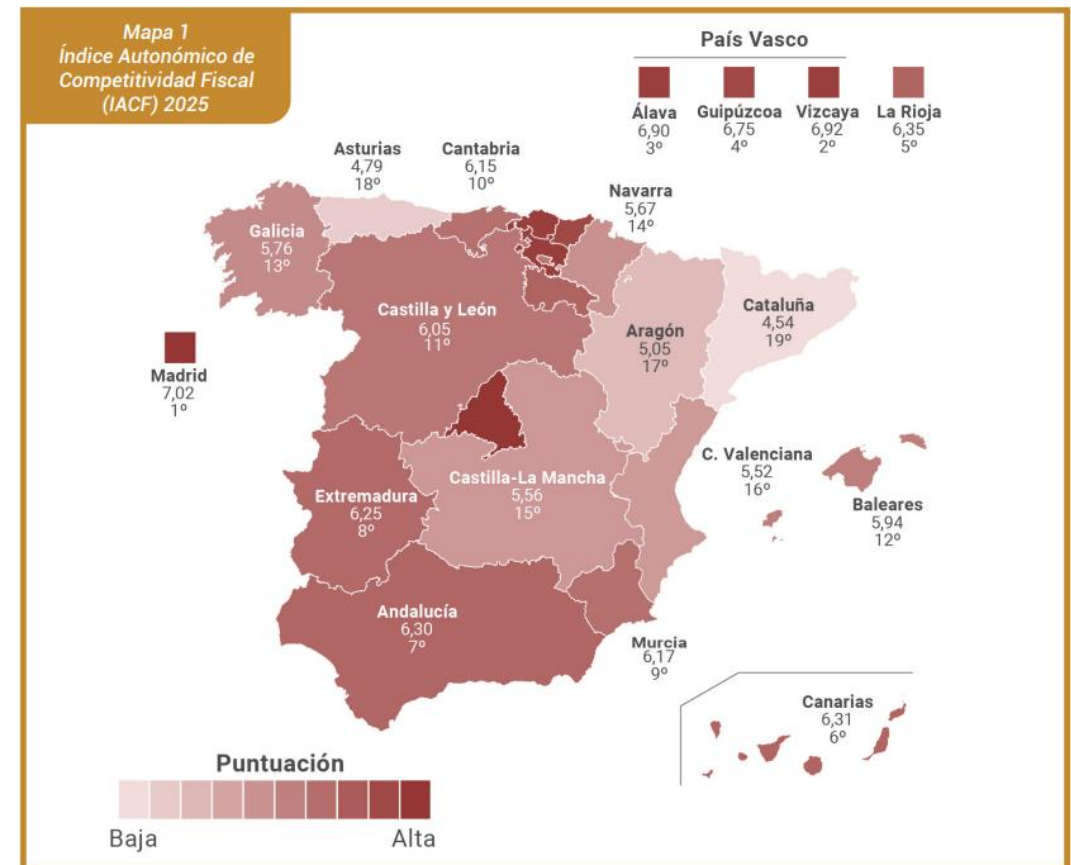 Mapa 1
Índice Autonómico de
Competitividad Fiscal
(IACF) 2025
País Vasco
Álava
6,90
3º
Guipúzcoa
6,75
4º
Vizcaya
6,92
2º
La Rioja
6,35
5º
Asturias
4,79
18º
Cantabria
6,15
10º
Navarra
5,67
14º
Galicia
5,76
13º
Castilla y León
6,05
11º
Aragón
5,05
17º
Cataluña
4,54
19º
Madrid
7,02
1º
C. Valenciana
5,52
16º
Baleares
5,94
12º
Castilla-La Mancha
5,56
15º
Extremadura
6,25
8º
Andalucía
6,30
7º
Murcia
6,17
9º
Canarias
6,31
6º
Puntuación
Baja
Alta